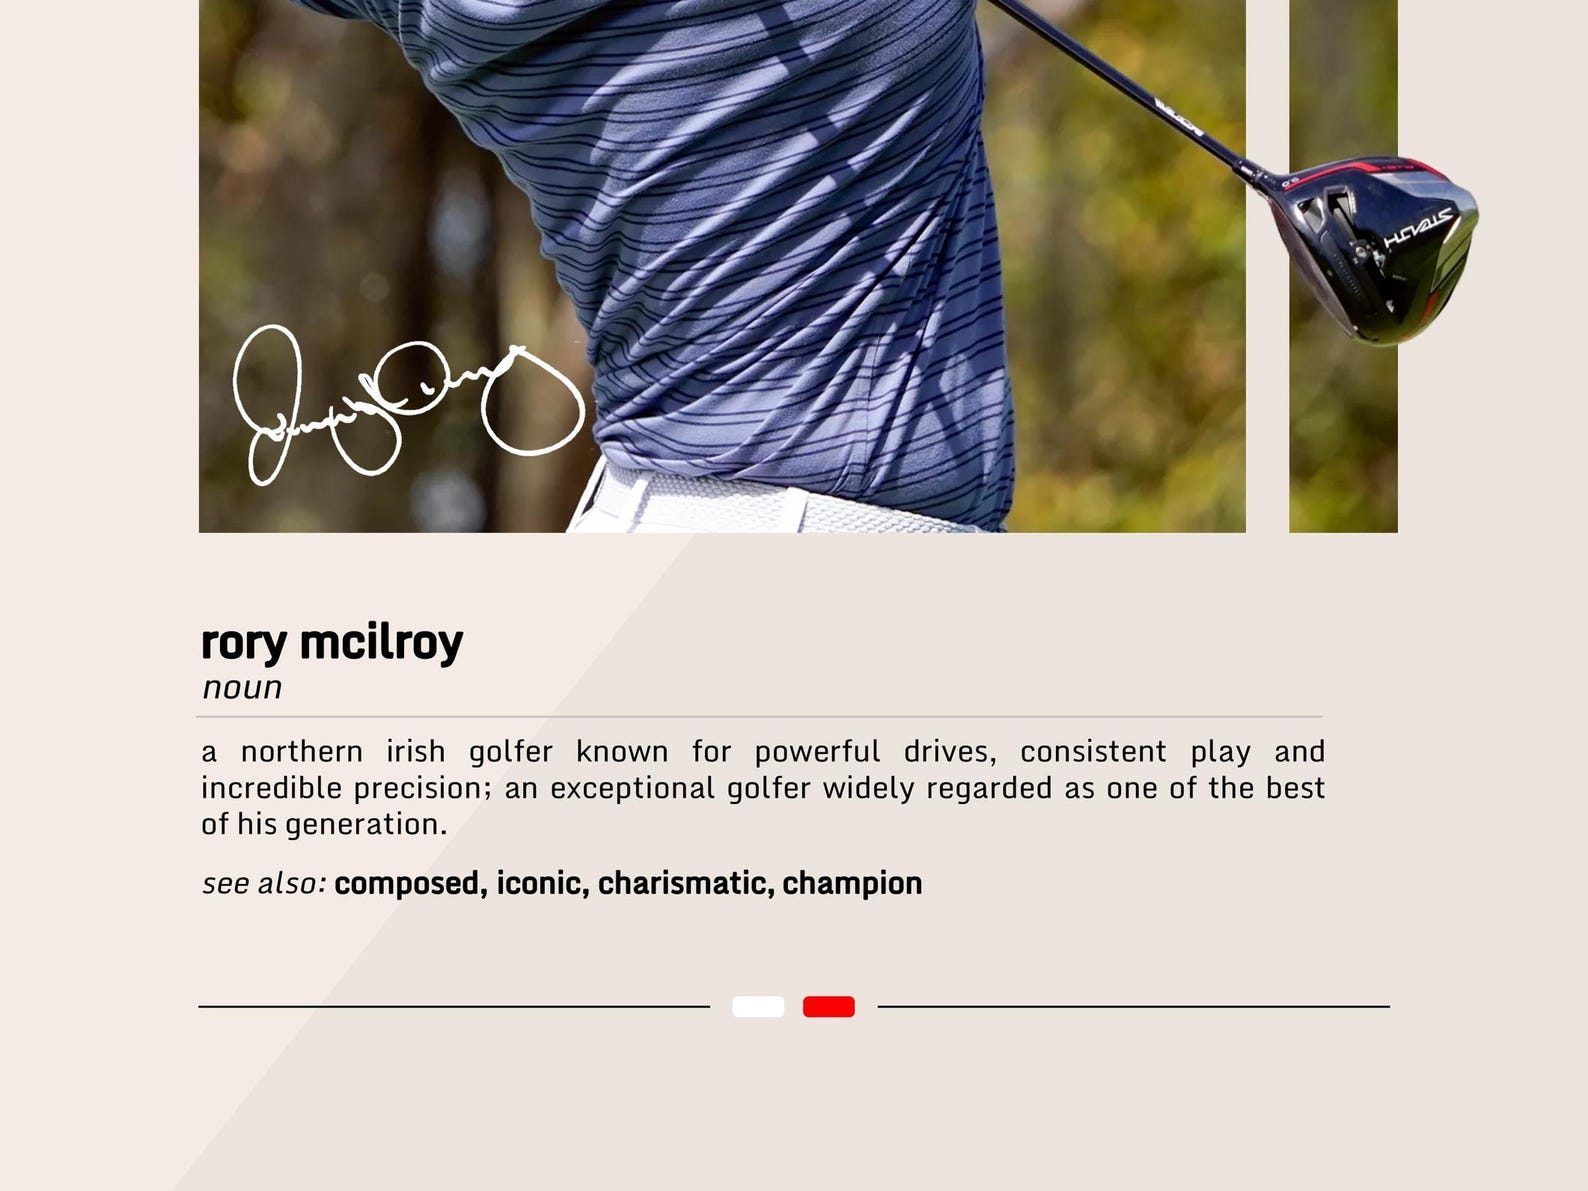 STEALTH
rory mcilroy
noun
a northern irish golfer known for powerful drives, consistent play and
incredible precision; an exceptional golfer widely regarded as one of the best
of his generation.
see also: composed, iconic, charismatic, champion